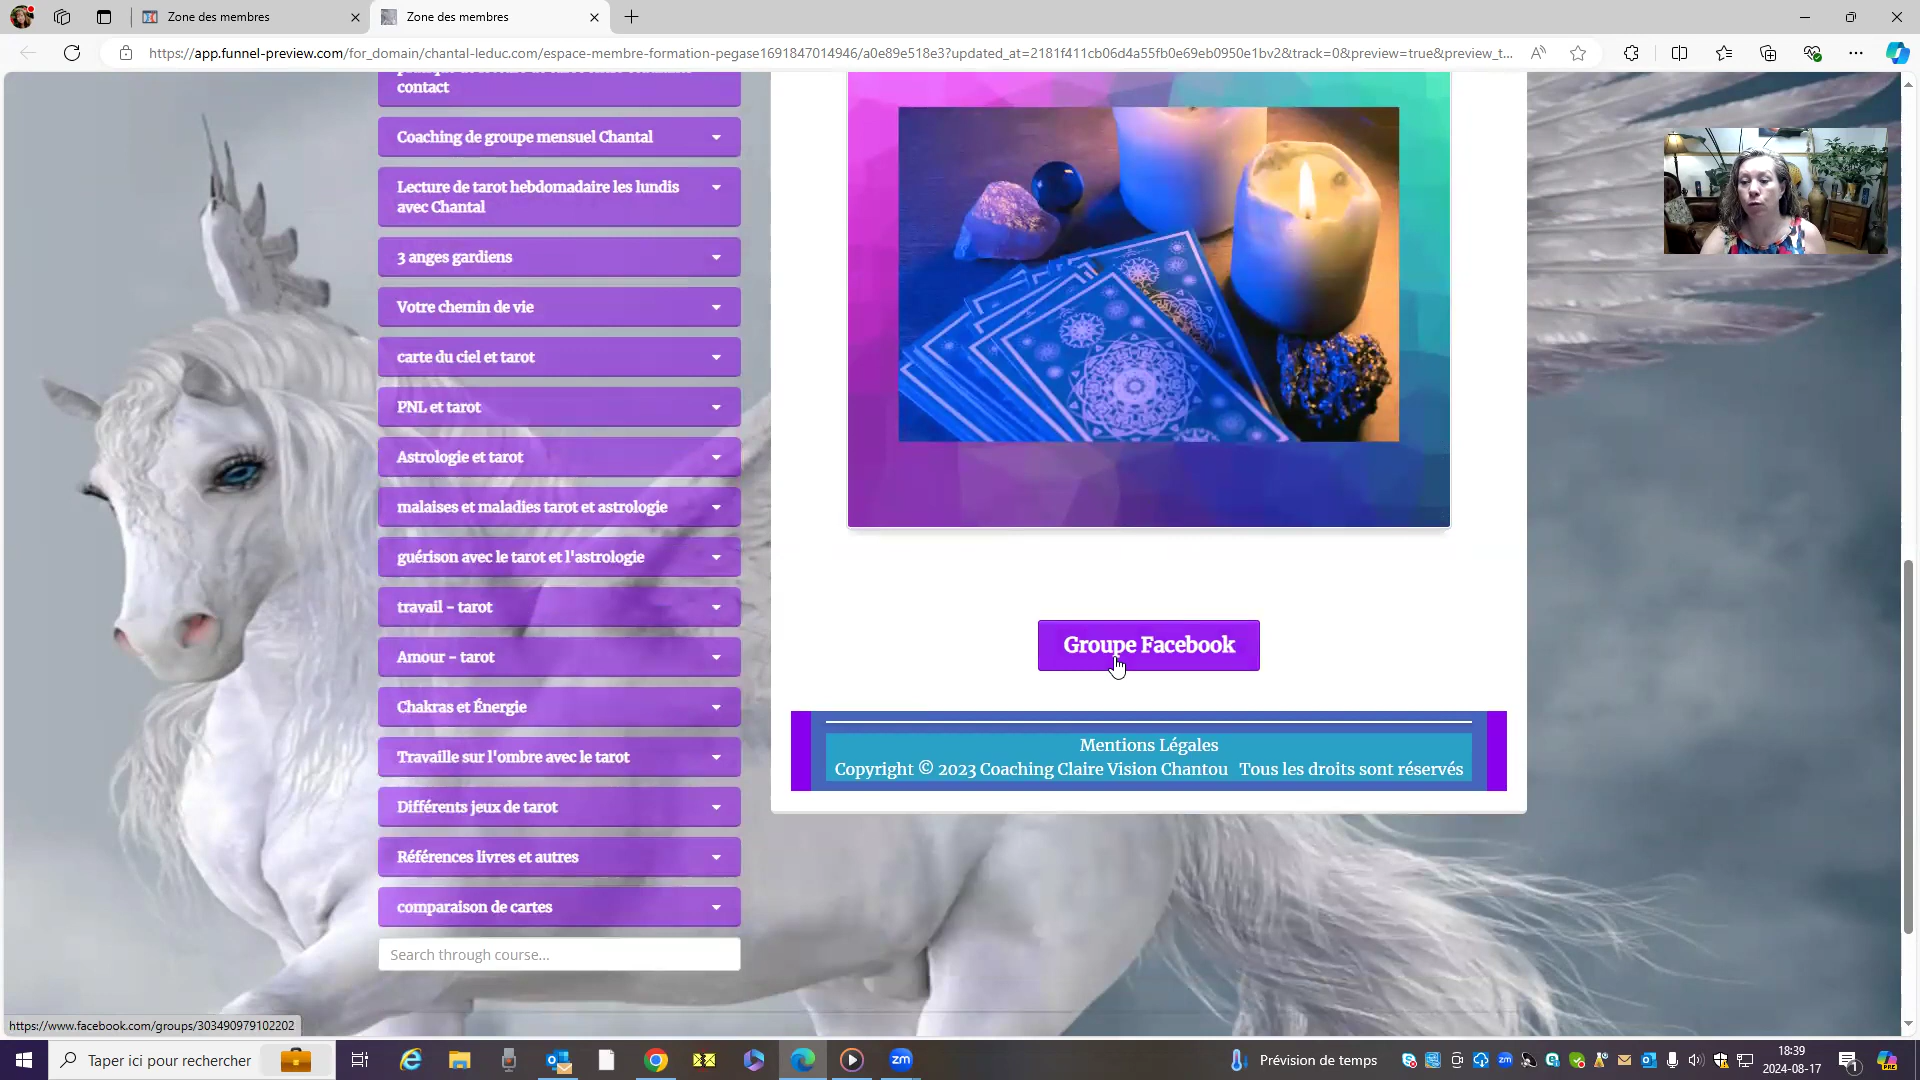 Zone des membres
Zone des membres
https://app.funnel-preview.com/for_domain/chantal-leduc.com/espace-membre-formation-pegase1691847014946/a0e89e518e3?updated_at=2181f411cb06d4a55fb0e69eb0950e1bv2&track=0&preview=true&preview_t...
contact
Coaching de groupe mensuel Chantal
Lecture de tarot hebdomadaire les lundis
avec Chantal
3 anges gardiens
Votre chemin de vie
carte du ciel et tarot
PNL et tarot
Astrologie et tarot
malaises et maladies tarot et astrologie
guérison avec le tarot et l'astrologie
travail - tarot
Amour - tarot
Chakras et Énergie
Travaille sur l'ombre avec le tarot
Différents jeux de tarot
Références livres et autres
comparaison de cartes
Search through course...
Groupe Facebook
Mentions Légales
Copyright © 2023 Coaching Claire Vision Chantou Tous les droits sont réservés
https://www.facebook.com/groups/303490979102202
Taper ici pour rechercher
zm
Prévision de temps
18:39
2024-08-17